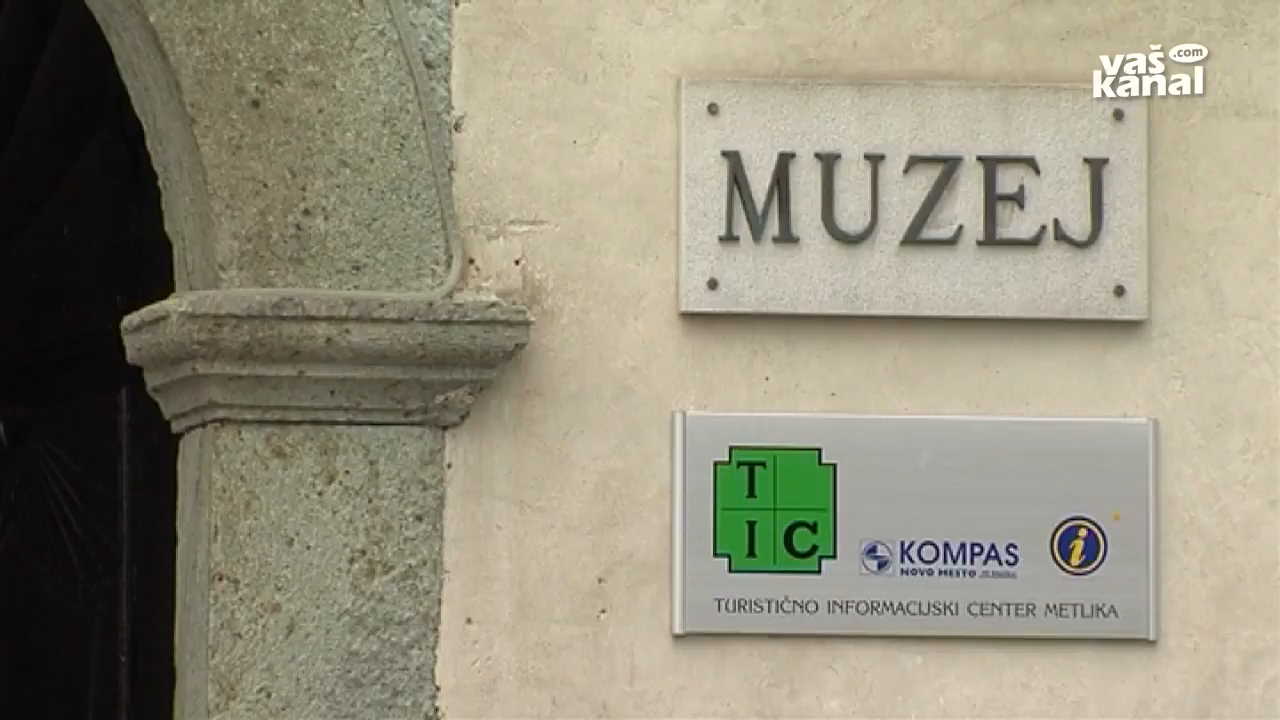 vaš .com
kanal
MUZEJ
T
I C
KOMPAS
NOVO MESTO
i
TURISTIČNO INFORMACIJSKI CENTER METLIKA